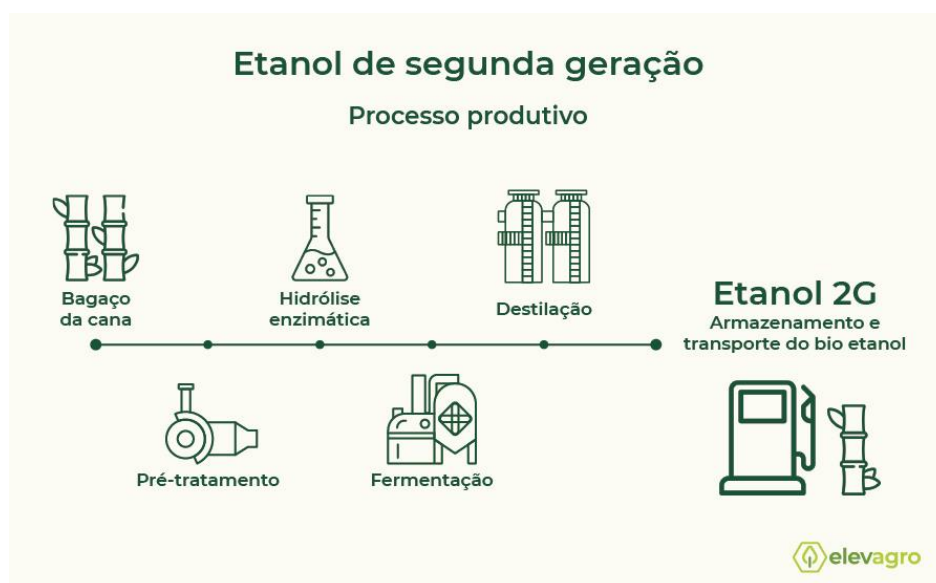 Etanol de segunda geração
Processo produtivo
Bagaço
da cana
Pré-tratamento
Hidrólise
enzimática
Fermentação
Destilação
Etanol 2G
Armazenamento e
transporte do bio etanol
elevagro